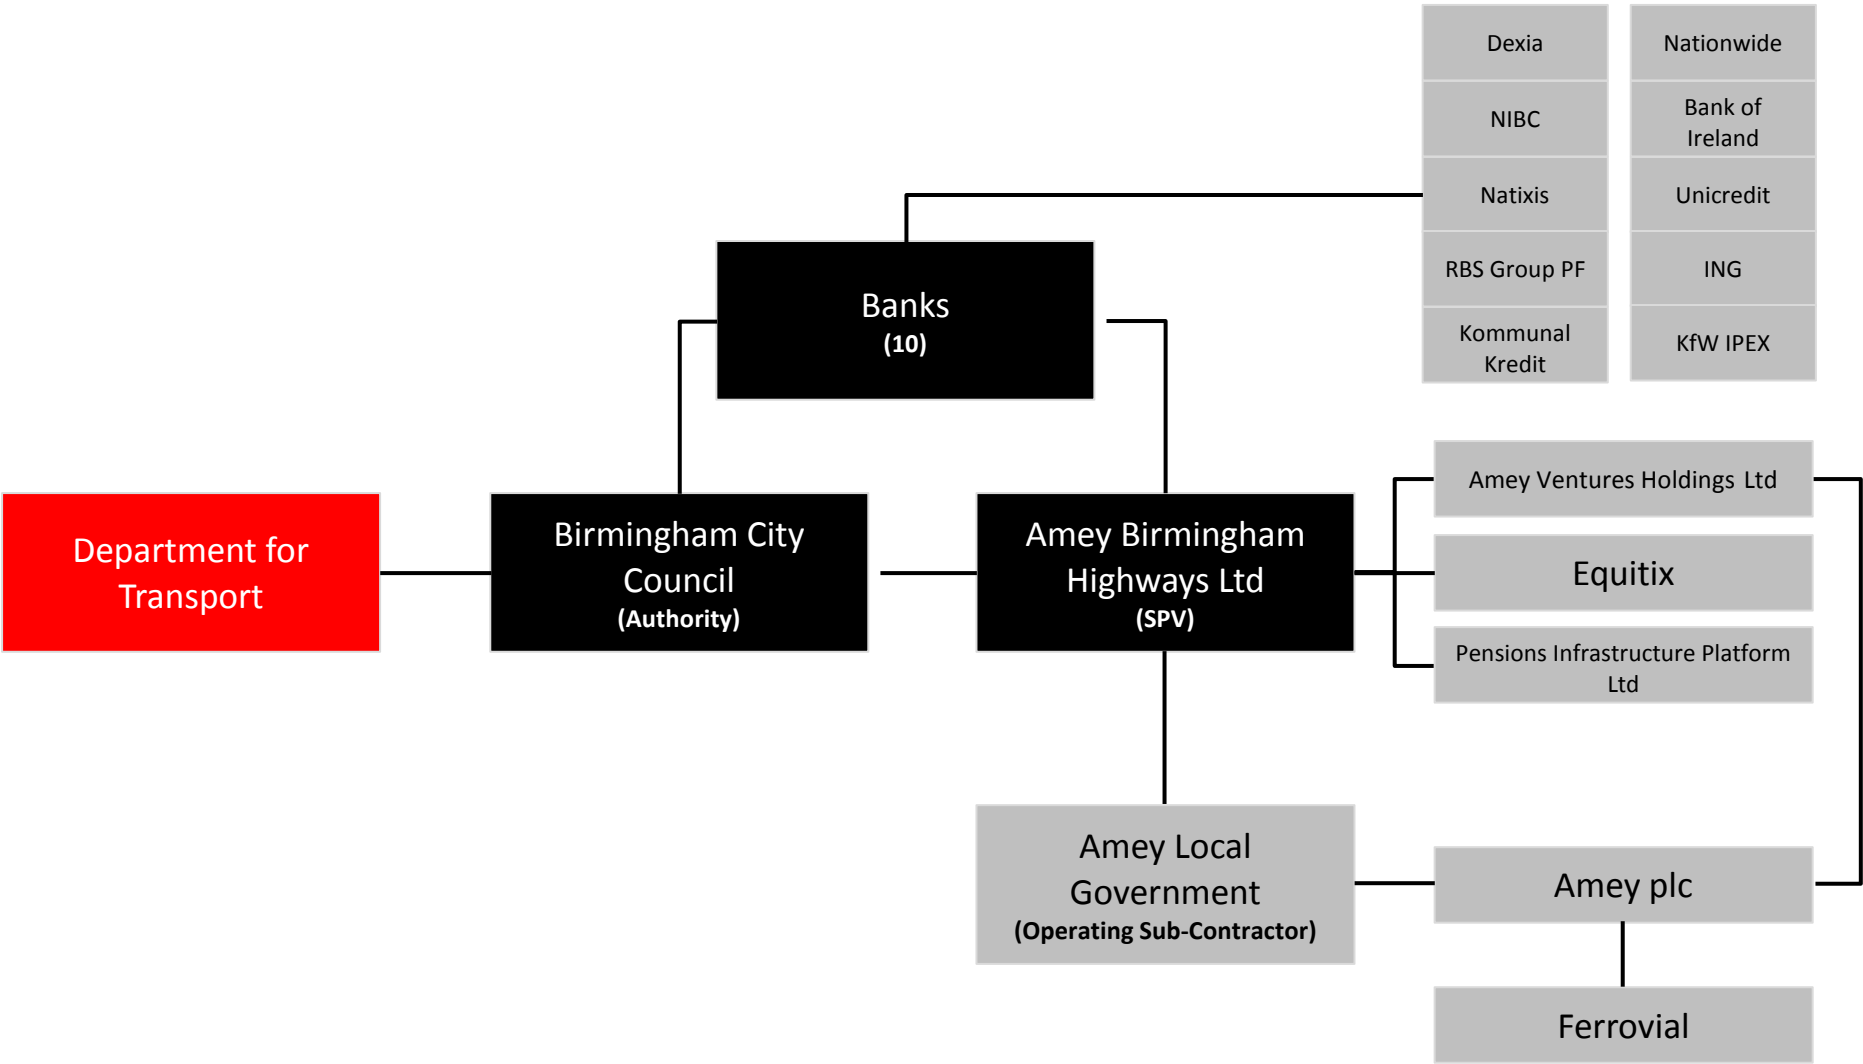 Dexia
Nationwide
NIBC
Bank of
Ireland
Natixis
Unicredit
RBS Group PF
ING
Kommunal
Kredit
KfW IPEX
Banks
(10)
Department for
Transport
Birmingham City
Council
(Authority)
Amey Birmingham
Highways Ltd
(SPV)
Amey Ventures Holdings Ltd
Equitix
Pensions Infrastructure Platform
Ltd
Amey Local
Government
(Operating Sub-Contractor)
Amey plc
Ferrovial